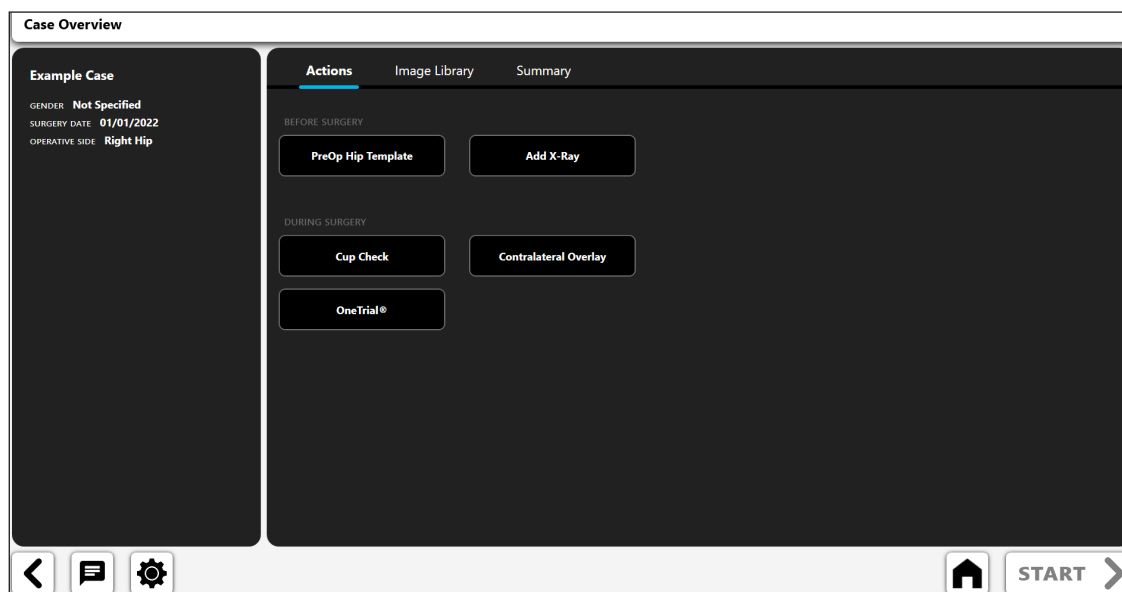 Case Overview
Example Case
GENDER Not Specified
SURGERY DATE 01/01/2022
OPERATIVE SIDE Right Hip
Actions Image Library Summary
BEFORE SURGERY
PreOp Hip Template Add X-Ray
DURING SURGERY
Cup Check Contralateral Overlay
OneTrial®
START